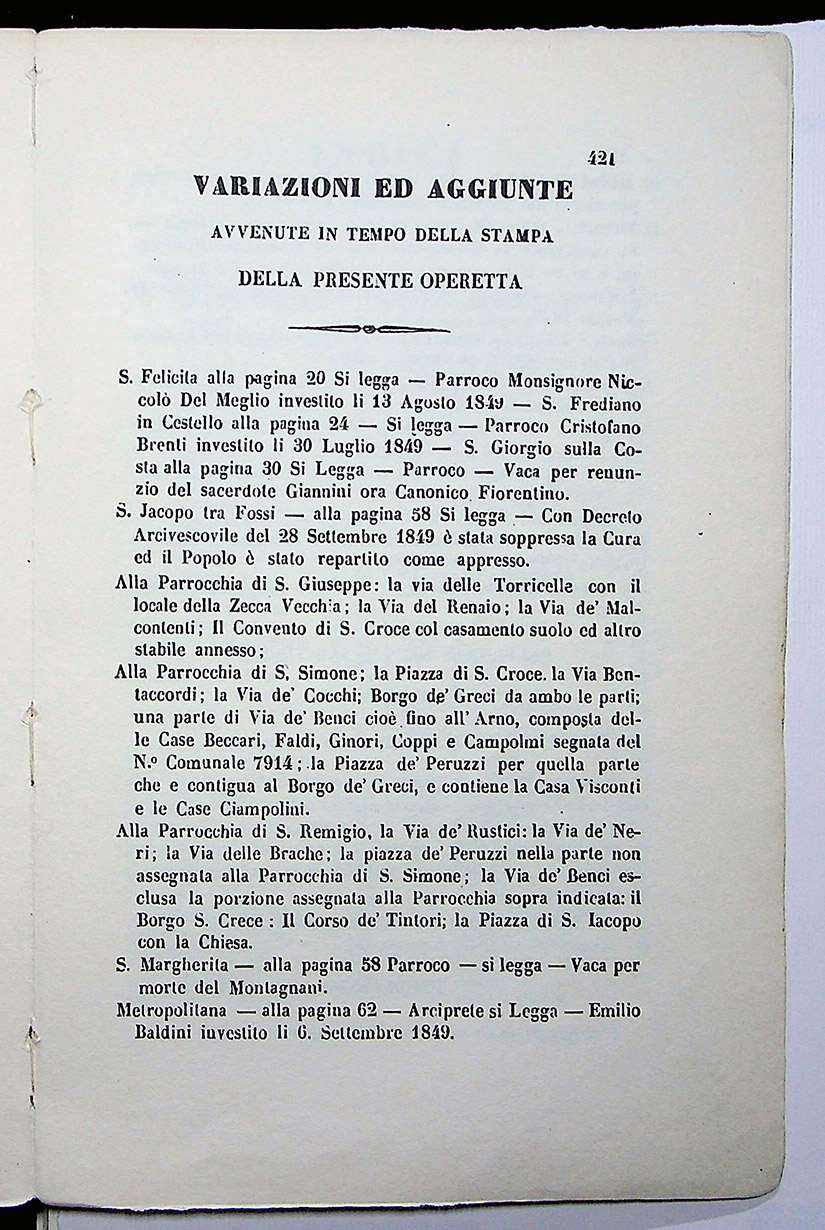 421
VARIAZIONI ED AGGIUNTE
AVVENUTE IN TEMPO DELLA STAMPA
DELLA PRESENTE OPERETTA
S. Felicita alla pagina 20 Si legga — Parroco Monsignore Nic-
colò Del Meglio investito li 13 Agosto 1849 — S. Frediano
in Cestello alla pagina 24 — Si legga — Parroco Cristofano
Brenti investito li 30 Luglio 1849 — S. Giorgio sulla Co-
sta alla pagina 30 Si Legga — Parroco — Vaca per renun-
zio del sacerdote Giannini ora Canonico Fiorentino.
S. Jacopo tra Fossi — alla pagina 58 Si legga — Con Decreto
Arcivescovile del 28 Settembre 1849 è stata soppressa la Cura
ed il Popolo è stato repartito come appresso.
Alla Parrocchia di S. Giuseppe: la via delle Torricelle con il
locale della Zecca Vecchia; la Via del Renaio; la Via de' Mal-
contenti; Il Convento di S. Croce col casamento suolo ed altro
stabile annesso;
Alla Parrocchia di S. Simone; la Piazza di S. Croce. la Via Ben-
taccordi; la Via de' Cocchi; Borgo de' Greci da ambo le parti;
una parte di Via de' Benci cioè fino all' Arno, composta del-
le Case Beccari, Faldi, Ginori, Coppi e Campolmi segnata del
N.º Comunale 7914; la Piazza de' Peruzzi per quella parte
che e contigua al Borgo de' Greci, e contiene la Casa Visconti
e le Case Ciampolini.
Alla Parrocchia di S. Remigio, la Via de' Rustici: la Via de' Ne-
ri; la Via delle Brache; la piazza de' Peruzzi nella parte non
assegnata alla Parrocchia di S. Simone; la Via de' Benci es-
clusa la porzione assegnata alla Parrocchia sopra indicata: il
Borgo S. Crece: Il Corso de' Tintori; la Piazza di S. Iacopo
con la Chiesa.
S. Margherita — alla pagina 58 Parroco — si legga — Vaca per
morte del Montagnani.
Metropolitana — alla pagina 62 — Arciprete si Legga — Emilio
Baldini investito li 6. Settembre 1849.